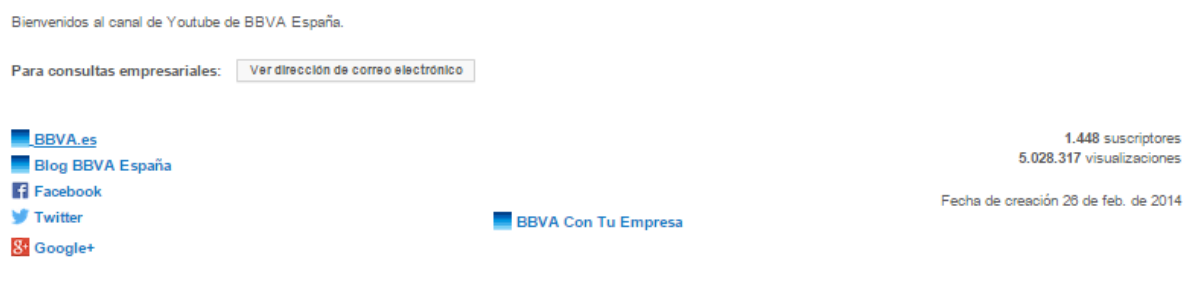 Bienvenidos al canal de Youtube de BBVA España.
Para consultas empresariales: Ver dirección de correo electrónico
BBVA.es
Blog BBVA España
Facebook
Twitter
Google+
BBVA Con Tu Empresa
1.448 suscriptores
5.028.317 visualizaciones
Fecha de creación 26 de feb. de 2014